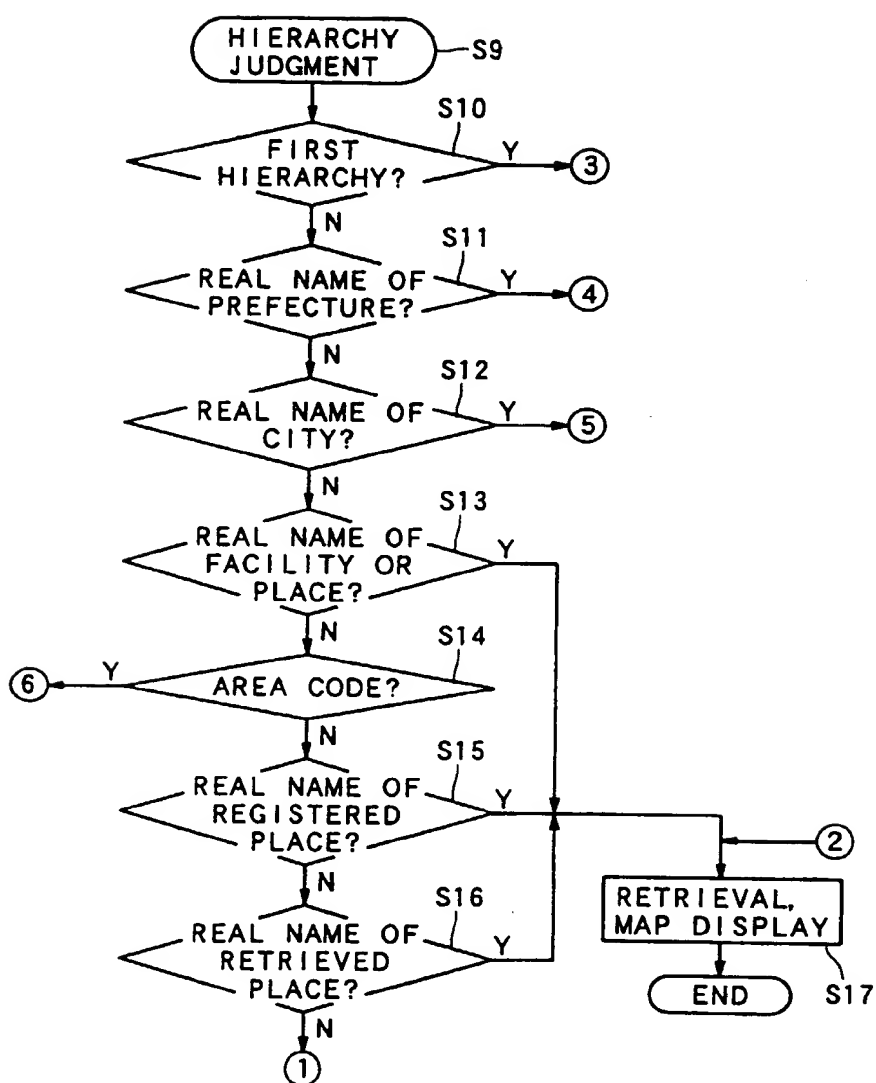 HIERARCHY
JUDGMENT
S9
S10
FIRST
HIERARCHY?
Y
③
N
S11
REAL NAME OF
PREFECTURE?
Y
④
N
S12
REAL NAME OF
CITY?
Y
⑤
N
S13
REAL NAME OF
FACILITY OR
PLACE?
Y
N
S14
AREA CODE?
Y
⑥
N
S15
REAL NAME OF
REGISTERED
PLACE?
Y
②
N
S16
REAL NAME OF
RETRIEVED
PLACE?
Y
RETRIEVAL,
MAP DISPLAY
S17
END
N
①